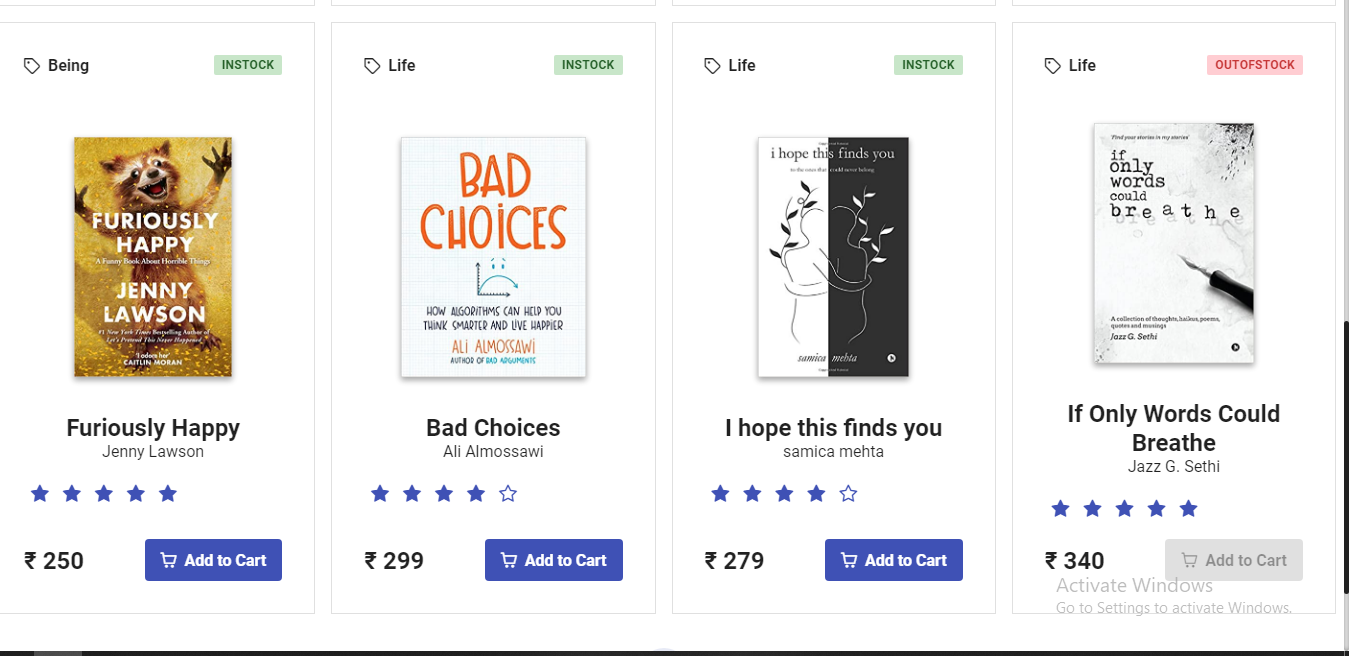 Being
INSTOCK
FURIOUSLY
HAPPY
A Funny Book About Horrible Things
JENNY
LAWSON
#1 New York Times Bestselling Author of
Let's Pretend This Never Happened
'I adore her'
CAITLIN MORAN
Furiously Happy
Jenny Lawson
₹ 250
Add to Cart
Life
INSTOCK
BAD
CHOICES
HOW ALGORITHMS CAN HELP YOU
THINK SMARTER AND LIVE HAPPIER
ALI ALMOSSAWI
AUTHOR OF BAD ARGUMENTS
Bad Choices
Ali Almossawi
₹ 299
Add to Cart
Life
INSTOCK
i hope this finds you
to the ones that could never belong
samica mehta
I hope this finds you
samica mehta
₹ 279
Add to Cart
Life
OUTOFSTOCK
'Find your stories in my stories'
if
only
words
could
breathe
A collection of thoughts, haikus, poems,
quotes and musings
Jazz G. Sethi
If Only Words Could
Breathe
Jazz G. Sethi
₹ 340
Add to Cart
Activate Windows
Go to Settings to activate Windows.